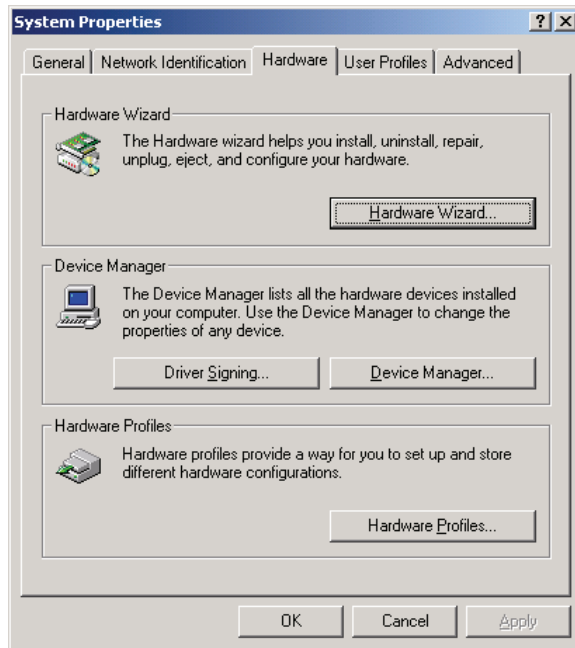 System Properties
General Network Identification Hardware User Profiles Advanced
Hardware Wizard
The Hardware wizard helps you install, uninstall, repair,
unplug, eject, and configure your hardware.
Hardware Wizard...
Device Manager
The Device Manager lists all the hardware devices installed
on your computer. Use the Device Manager to change the
properties of any device.
Driver Signing... Device Manager...
Hardware Profiles
Hardware profiles provide a way for you to set up and store
different hardware configurations.
Hardware Profiles...
OK Cancel Apply